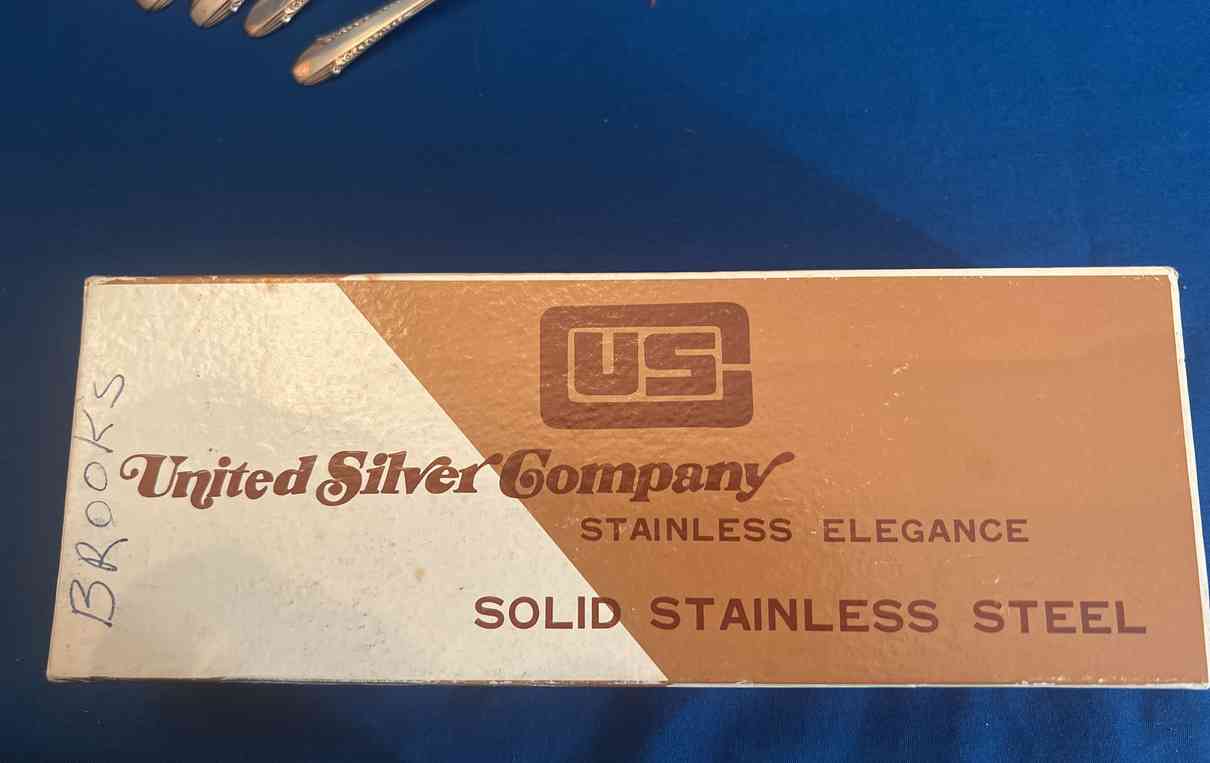 US
United Silver Company
STAINLESS ELEGANCE
SOLID STAINLESS STEEL
BROOKS